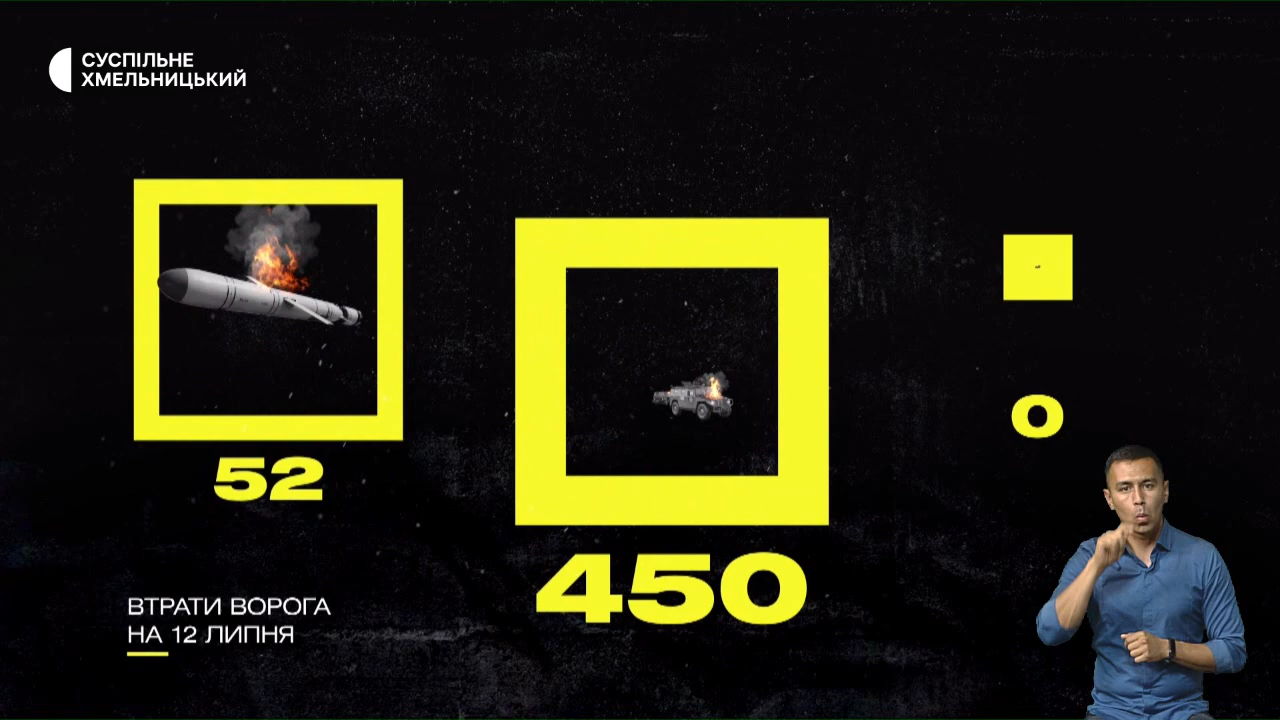 СУСПІЛЬНЕ
ХМЕЛЬНИЦЬКИЙ
52
450
0
ВТРАТИ ВОРОГА
НА 12 ЛИПНЯ